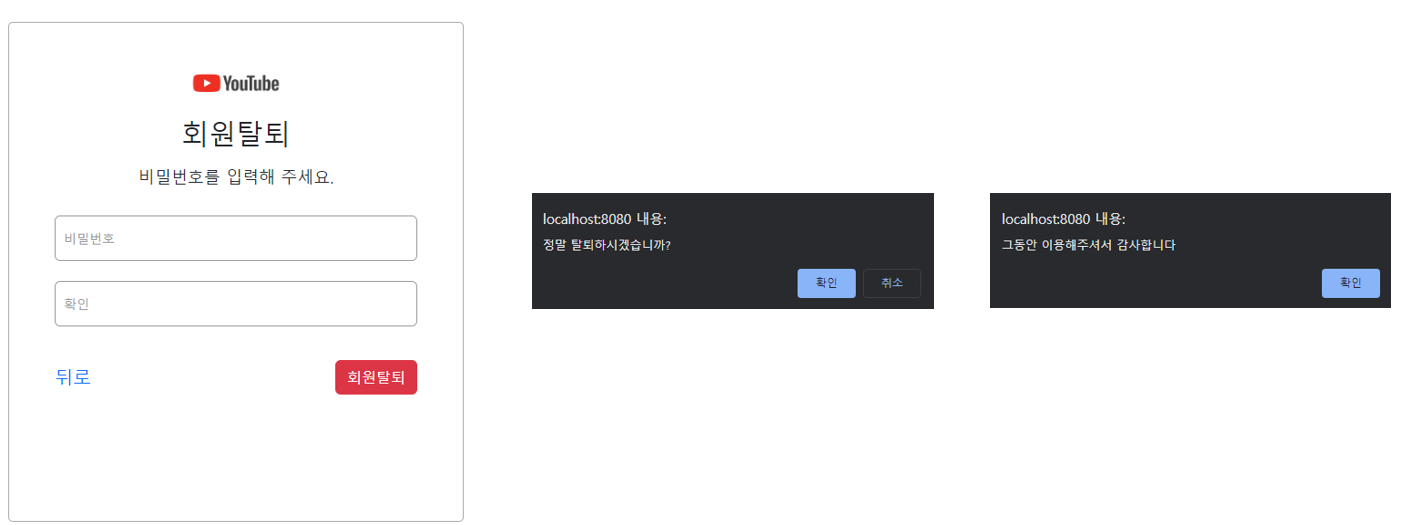 YouTube
회원탈퇴
비밀번호를 입력해 주세요.
비밀번호
확인
뒤로
회원탈퇴
localhost:8080 내용:
정말 탈퇴하시겠습니까?
확인
취소
localhost:8080 내용:
그동안 이용해주셔서 감사합니다
확인